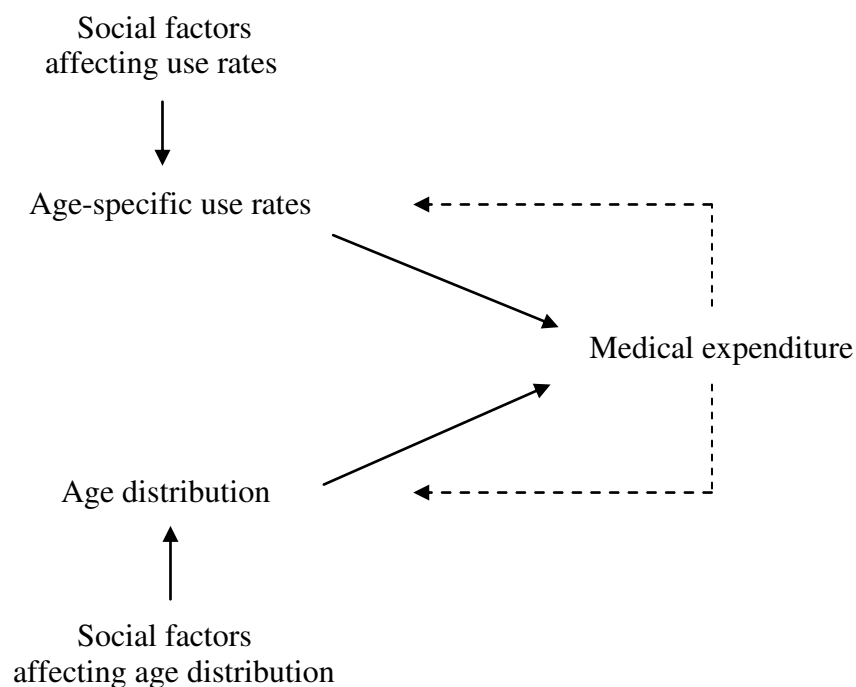 Social factors
affecting use rates
Age-specific use rates
Medical expenditure
Age distribution
Social factors
affecting age distribution